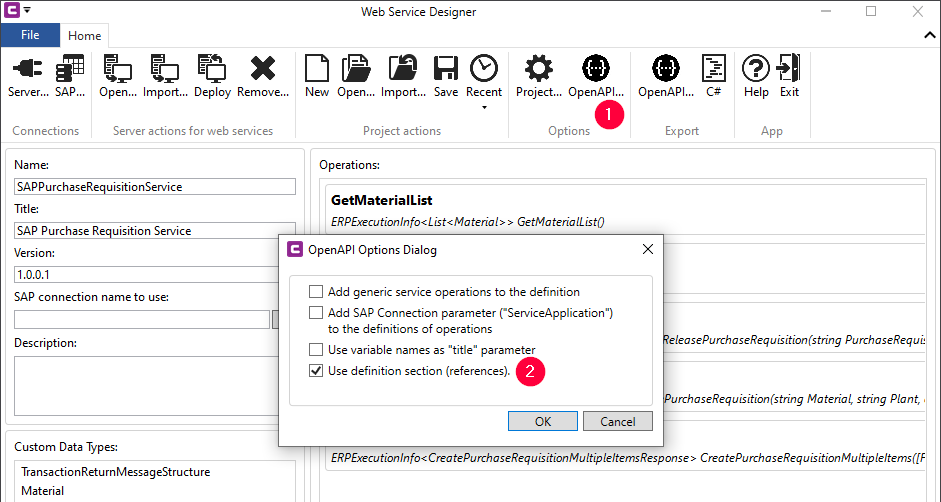 Web Service Designer
File
Home
Server... SAP... Open... Import... Deploy Remove... New Open... Import... Save Recent Project... OpenAPI... OpenAPI... C# Help Exit
1
Connections Server actions for web services Project actions Options Export App
Name:
SAPPurchaseRequisitionService
Title:
SAP Purchase Requisition Service
Version:
1.0.0.1
SAP connection name to use:
Description:
Custom Data Types:
TransactionReturnMessageStructure
Material
Operations:
GetMaterialList
ERPExecutionInfo<List<Material>> GetMaterialList()
ReleasePurchaseRequisition(string PurchaseRequis
PurchaseRequisition(string Material, string Plant,
ERPExecutionInfo<CreatePurchaseRequisitionMultipleItemsResponse> CreatePurchaseRequisitionMultipleItems([F
OpenAPI Options Dialog
Add generic service operations to the definition
Add SAP Connection parameter ("ServiceApplication")
to the definitions of operations
Use variable names as "title" parameter
Use definition section (references).
2
OK
Cancel